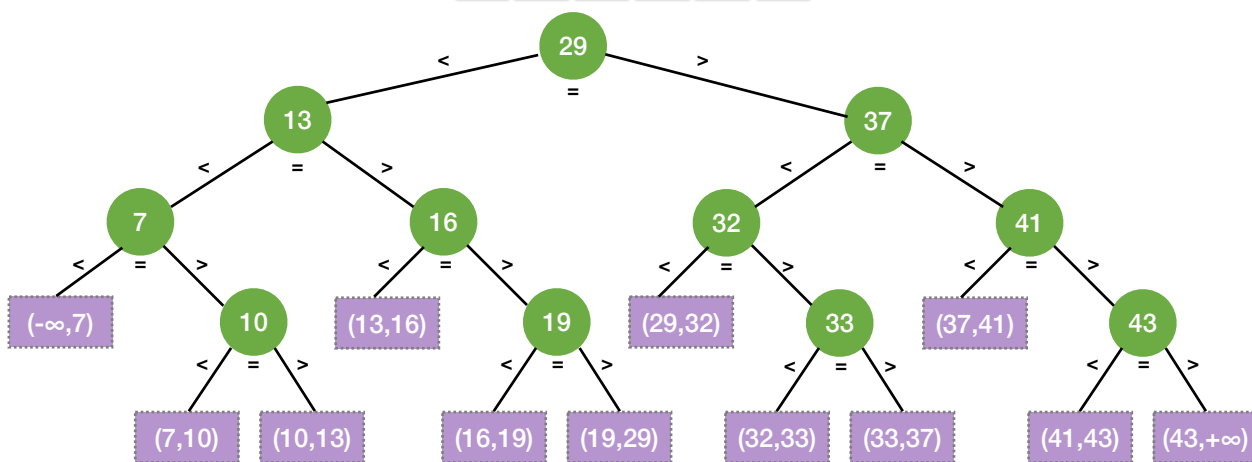 29
< >
=
13 37
< = > < = >
7 16 32 41
< = > < = > < = > < = >
(-∞,7) 10 (13,16) 19 (29,32) 33 (37,41) 43
< = > < = > < = > < = >
(7,10) (10,13) (16,19) (19,29) (32,33) (33,37) (41,43) (43,+∞)